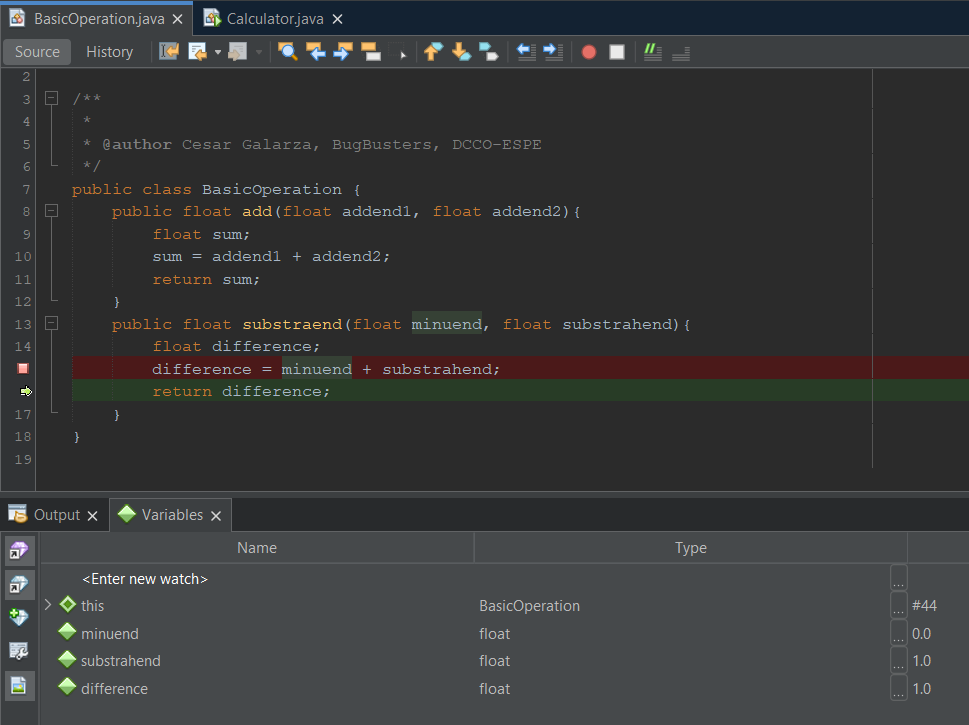 BasicOperation.java Calculator.java
Source History
2
3 /**
4 *
5 * @author Cesar Galarza, BugBusters, DCCO-ESPE
6 */
7 public class BasicOperation {
8 public float add(float addend1, float addend2){
9 float sum;
10 sum = addend1 + addend2;
11 return sum;
12 }
13 public float substraend(float minuend, float substrahend){
14 float difference;
difference = minuend + substrahend;
return difference;
17 }
18 }
19
Output Variables
Name Type
<Enter new watch> ...
this BasicOperation ... #44
minuend float ... 0.0
substrahend float ... 1.0
difference float ... 1.0